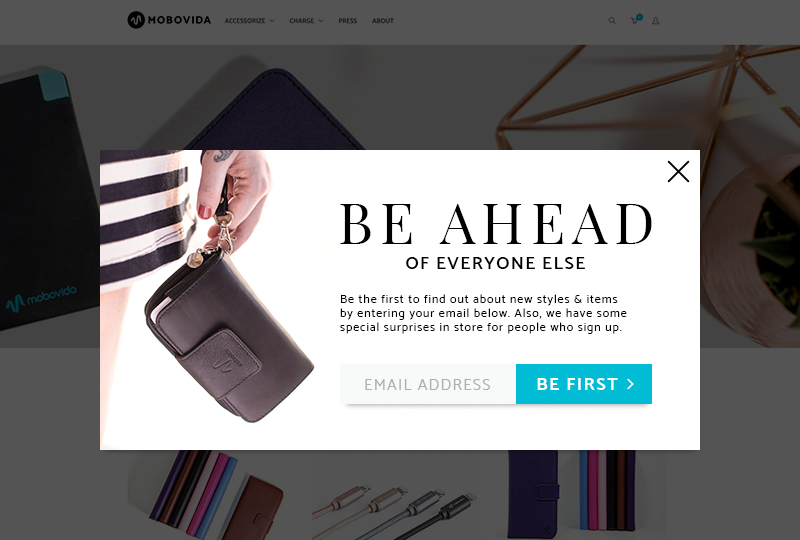 MOBOVIDA
ACCESSORIZE
CHARGE
PRESS
ABOUT
mobovida
BE AHEAD
OF EVERYONE ELSE
Be the first to find out about new styles & items
by entering your email below. Also, we have some
special surprises in store for people who sign up.
EMAIL ADDRESS
BE FIRST >